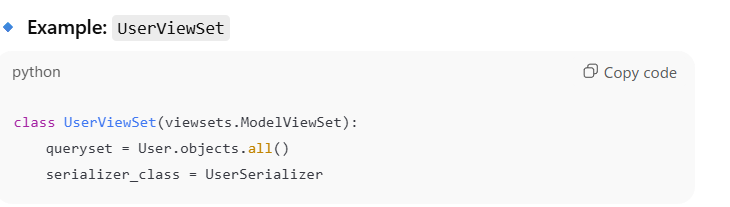 Example: UserViewSet
python
Copy code
class UserViewSet(viewsets.ModelViewSet):
    queryset = User.objects.all()
    serializer_class = UserSerializer